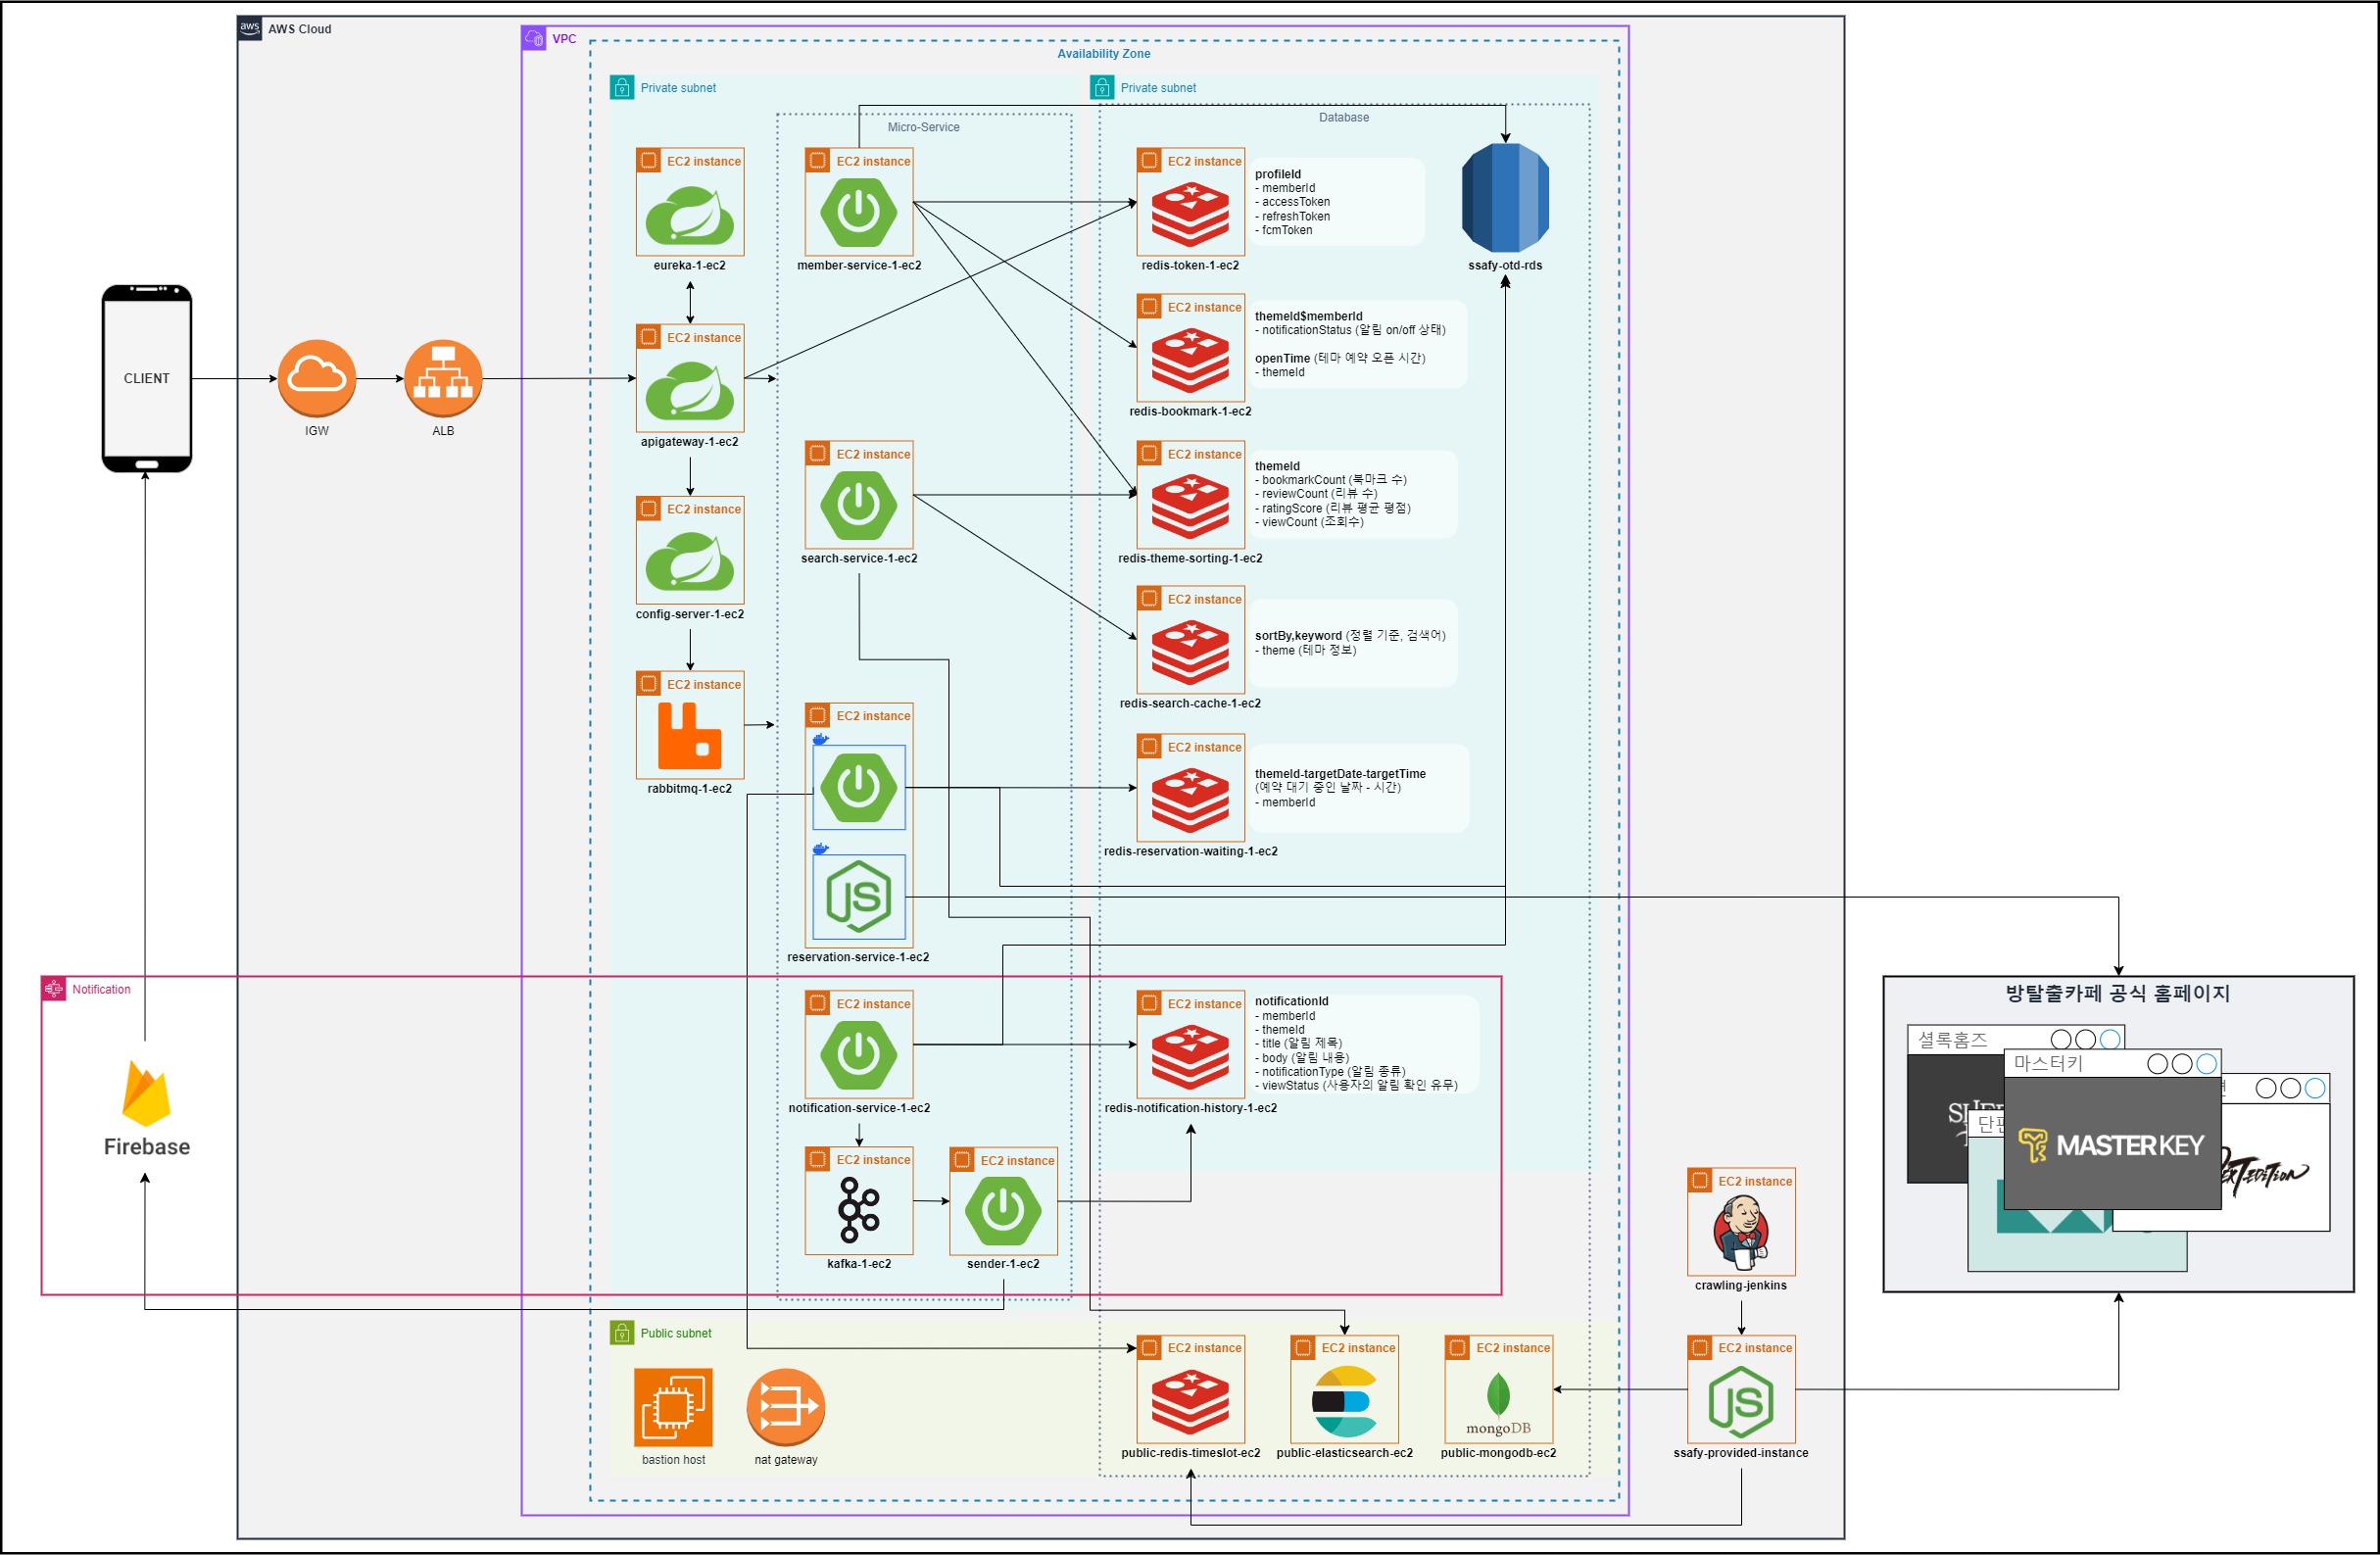 aws
AWS Cloud
VPC
Availability Zone
Private subnet
Private subnet
Micro-Service
Database
EC2 instance
eureka-1-ec2
EC2 instance
member-service-1-ec2
EC2 instance
redis-token-1-ec2
profileId
- memberId
- accessToken
- refreshToken
- fcmToken
ssafy-otd-rds
CLIENT
IGW
ALB
EC2 instance
apigateway-1-ec2
EC2 instance
redis-bookmark-1-ec2
themeId$memberId
- notificationStatus (알림 on/off 상태)
openTime (테마 예약 오픈 시간)
- themeId
EC2 instance
config-server-1-ec2
EC2 instance
search-service-1-ec2
EC2 instance
redis-theme-sorting-1-ec2
themeId
- bookmarkCount (북마크 수)
- reviewCount (리뷰 수)
- ratingScore (리뷰 평균 평점)
- viewCount (조회수)
EC2 instance
redis-search-cache-1-ec2
sortBy,keyword (정렬 기준, 검색어)
- theme (테마 정보)
EC2 instance
rabbitmq-1-ec2
EC2 instance
JS
reservation-service-1-ec2
EC2 instance
redis-reservation-waiting-1-ec2
themeId-targetDate-targetTime
(예약 대기 중인 날짜 - 시간)
- memberId
Notification
Firebase
EC2 instance
notification-service-1-ec2
EC2 instance
redis-notification-history-1-ec2
notificationId
- memberId
- themeId
- title (알림 제목)
- body (알림 내용)
- notificationType (알림 종류)
- viewStatus (사용자의 알림 확인 유무)
EC2 instance
kafka-1-ec2
EC2 instance
sender-1-ec2
방탈출카페 공식 홈페이지
셜록홈즈
마스터키
MASTERKEY
EC2 instance
crawling-jenkins
Public subnet
bastion host
nat gateway
EC2 instance
public-redis-timeslot-ec2
EC2 instance
public-elasticsearch-ec2
EC2 instance
mongoDB
public-mongodb-ec2
EC2 instance
JS
ssafy-provided-instance